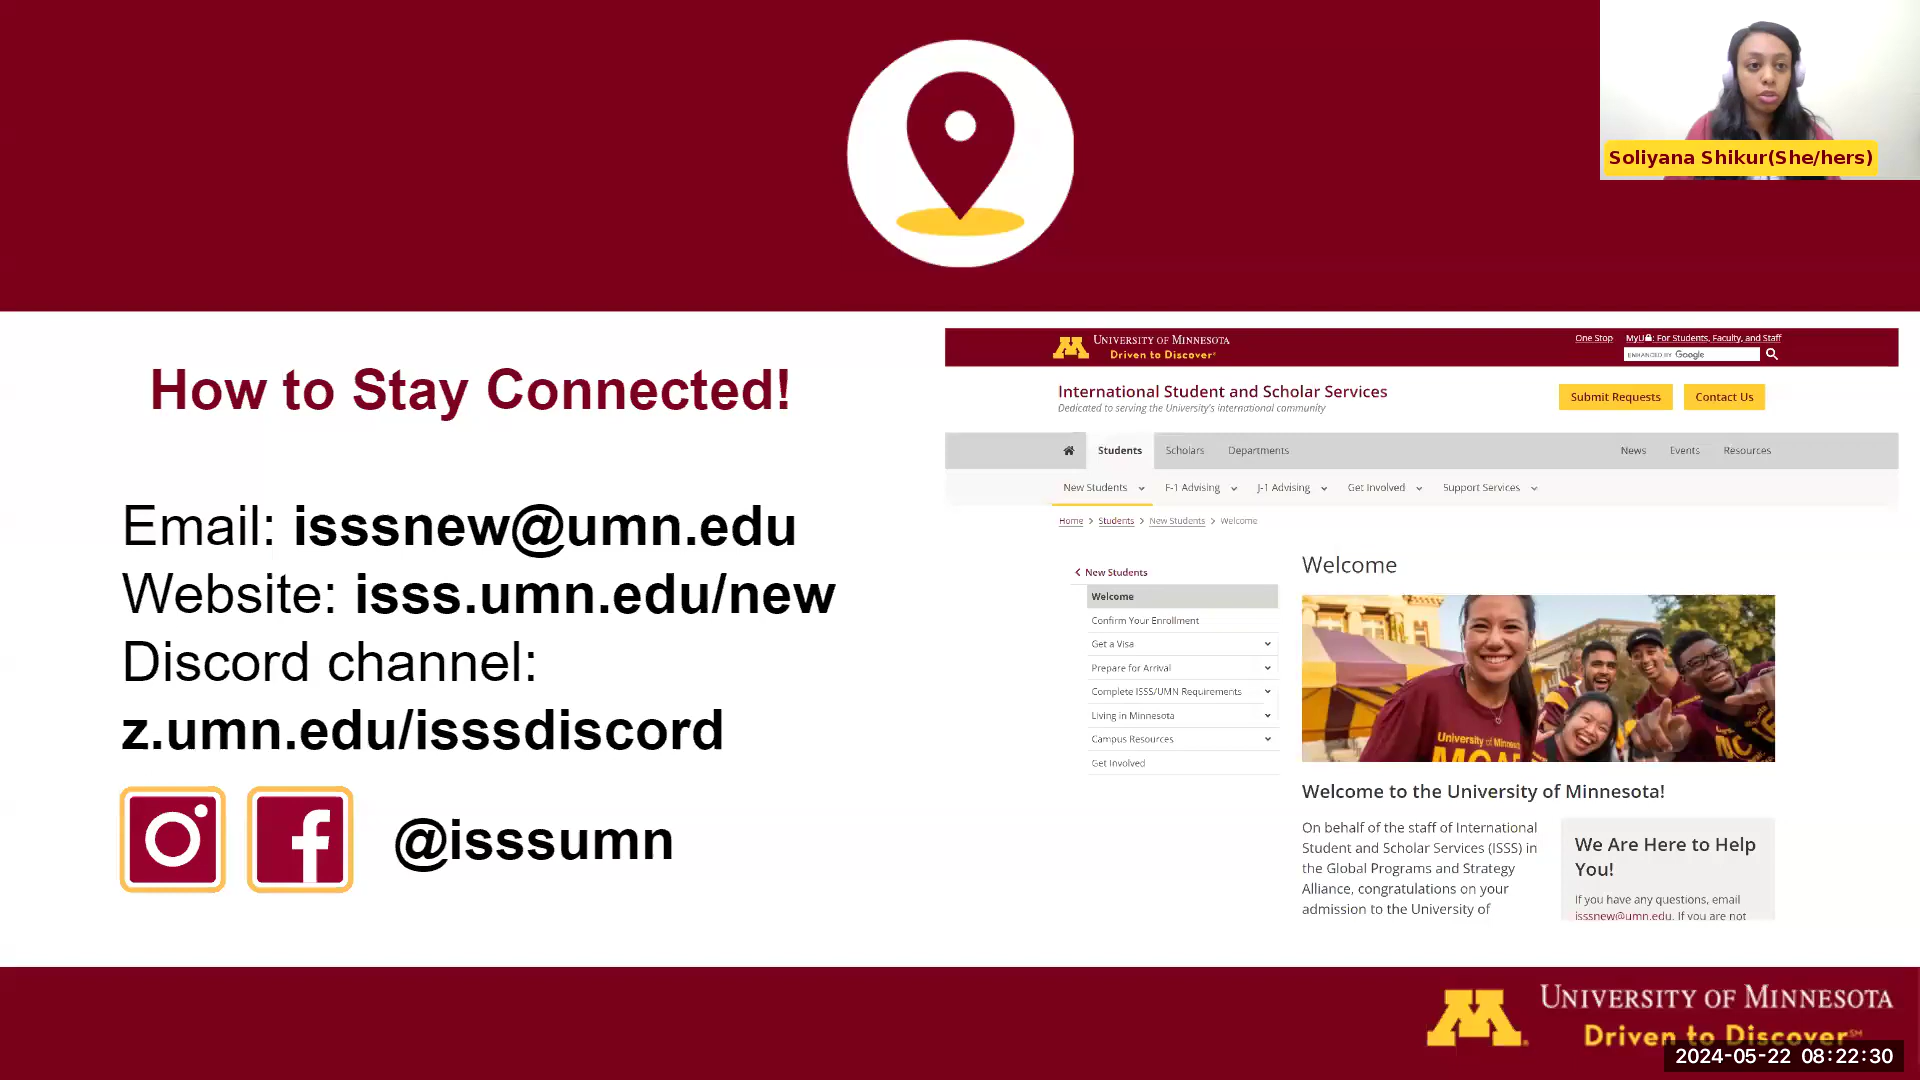 Soliyana Shikur(She/hers)
How to Stay Connected!
Email: isssnew@umn.edu
Website: isss.umn.edu/new
Discord channel:
z.umn.edu/isssdiscord
@isssumn
UNIVERSITY OF MINNESOTA
Driven to Discover
One Stop MyU: For Students, Faculty, and Staff
ENHANCED BY Google
International Student and Scholar Services
Dedicated to serving the University's international community
Submit Requests Contact Us
Students Scholars Departments News Events Resources
New Students F-1 Advising J-1 Advising Get Involved Support Services
Home > Students > New Students > Welcome
New Students
Welcome
Confirm Your Enrollment
Get a Visa
Prepare for Arrival
Complete ISSS/UMN Requirements
Living in Minnesota
Campus Resources
Get Involved
Welcome
University of Minnesota
Welcome to the University of Minnesota!
On behalf of the staff of International
Student and Scholar Services (ISSS) in
the Global Programs and Strategy
Alliance, congratulations on your
admission to the University of
We Are Here to Help
You!
If you have any questions, email
isssnew@umn.edu. If you are not
UNIVERSITY OF MINNESOTA
Driven to Discover℠
2024-05-22 08:22:30